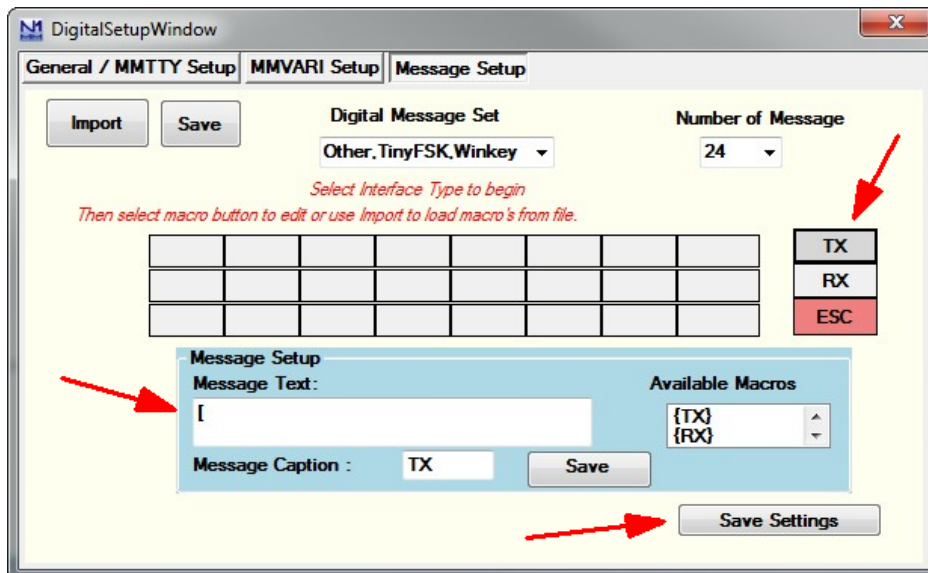 N1
MM
DigitalSetupWindow
x
General / MMTTY Setup MMVARI Setup Message Setup
Import Save Digital Message Set Number of Message
Other,TinyFSK,Winkey 24
Select Interface Type to begin
Then select macro button to edit or use Import to load macro's from file.
TX
RX
ESC
Message Setup
Message Text: Available Macros
[ {TX}
{RX}
Message Caption : TX Save
Save Settings